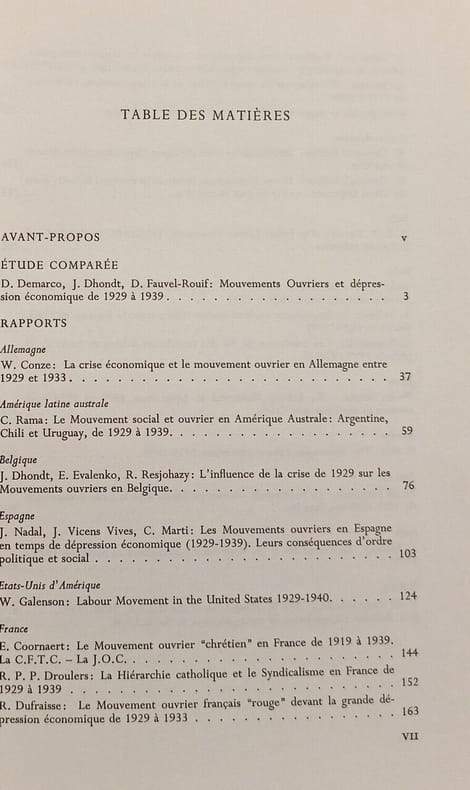 TABLE DES MATIÈRES
AVANT-PROPOS v
ÉTUDE COMPARÉE
D. Demarco, J. Dhondt, D. Fauvel-Rouif: Mouvements Ouvriers et dépres-
sion économique de 1929 à 1939. . . . . . . . . . . . . . . . . . 3
RAPPORTS
Allemagne
W. Conze: La crise économique et le mouvement ouvrier en Allemagne entre
1929 et 1933. . . . . . . . . . . . . . . . . . . . . . . . . . 37
Amérique latine australe
C. Rama: Le Mouvement social et ouvrier en Amérique Australe: Argentine,
Chili et Uruguay, de 1929 à 1939. . . . . . . . . . . . . . . . . . 59
Belgique
J. Dhondt, E. Evalenko, R. Resjohazy: L'influence de la crise de 1929 sur les
Mouvements ouvriers en Belgique. . . . . . . . . . . . . . . . . . 76
Espagne
J. Nadal, J. Vicens Vives, C. Marti: Les Mouvements ouvriers en Espagne
en temps de dépression économique (1929-1939). Leurs conséquences d'ordre
politique et social . . . . . . . . . . . . . . . . . . . . . . . 103
Etats-Unis d'Amérique
W. Galenson: Labour Movement in the United States 1929-1940. . . . . . 124
France
E. Coornaert: Le Mouvement ouvrier "chrétien" en France de 1919 à 1939.
La C.F.T.C. – La J.O.C. . . . . . . . . . . . . . . . . . . . . . 144
R. P. P. Droulers: La Hiérarchie catholique et le Syndicalisme en France de
1929 à 1939 . . . . . . . . . . . . . . . . . . . . . . . . . . 152
R. Dufraisse: Le Mouvement ouvrier français "rouge" devant la grande dé-
pression économique de 1929 à 1933 . . . . . . . . . . . . . . . . 163
VII